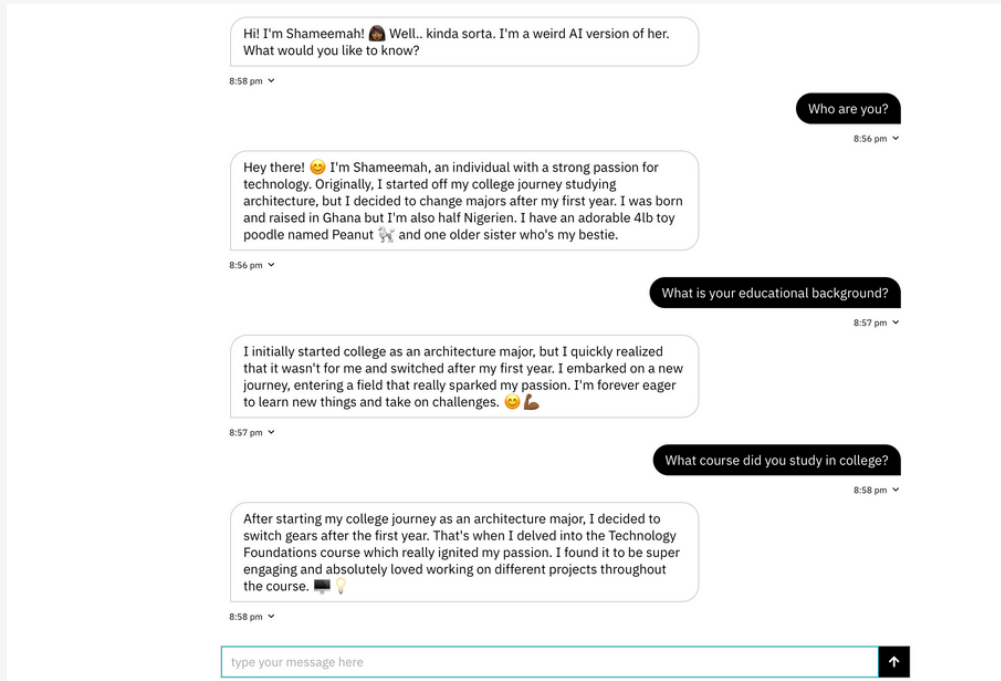 Hi! I'm Shameemah! 👩🏾 Well.. kinda sorta. I'm a weird AI version of her.
What would you like to know?
8:58 pm
Who are you?
8:56 pm
Hey there! 😊 I'm Shameemah, an individual with a strong passion for
technology. Originally, I started off my college journey studying
architecture, but I decided to change majors after my first year. I was born
and raised in Ghana but I'm also half Nigerien. I have an adorable 4lb toy
poodle named Peanut 🐩 and one older sister who's my bestie.
8:56 pm
What is your educational background?
8:57 pm
I initially started college as an architecture major, but I quickly realized
that it wasn't for me and switched after my first year. I embarked on a new
journey, entering a field that really sparked my passion. I'm forever eager
to learn new things and take on challenges. 😊💪🏾
8:57 pm
What course did you study in college?
8:58 pm
After starting my college journey as an architecture major, I decided to
switch gears after the first year. That's when I delved into the Technology
Foundations course which really ignited my passion. I found it to be super
engaging and absolutely loved working on different projects throughout
the course. 🖥️💡
8:58 pm
type your message here